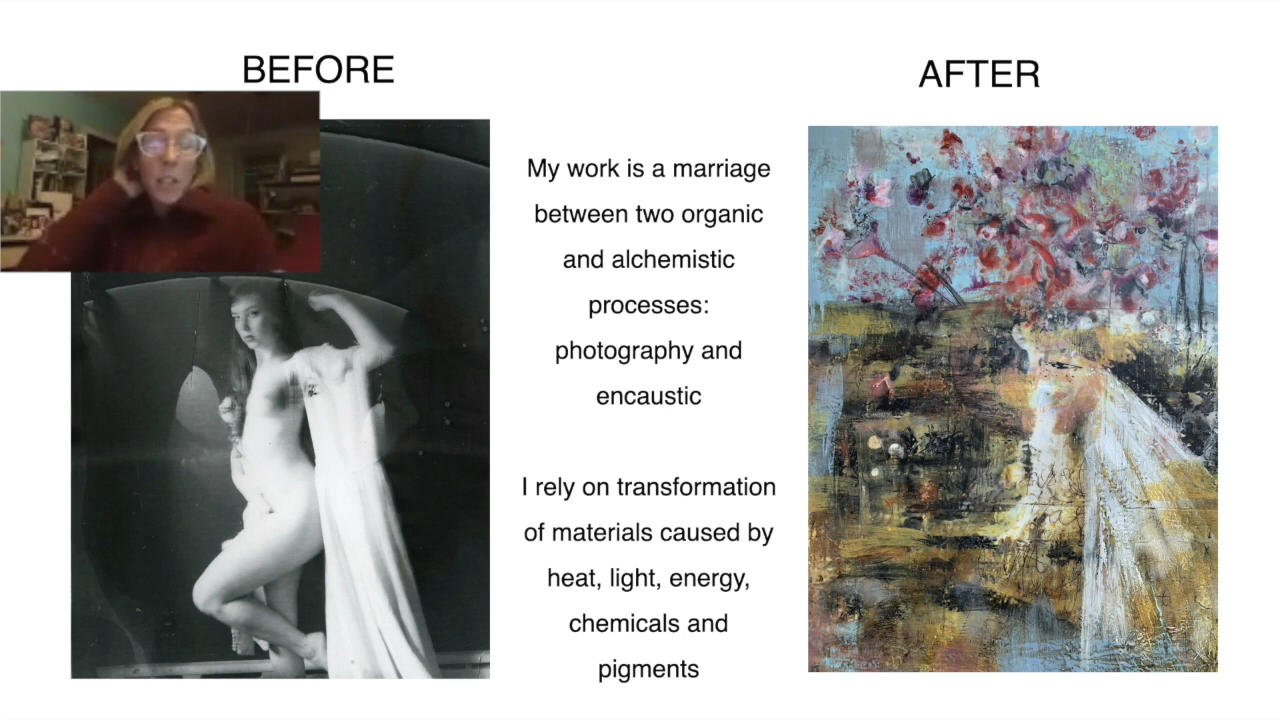 BEFORE
AFTER
My work is a marriage
between two organic
and alchemistic
processes:
photography and
encaustic
I rely on transformation
of materials caused by
heat, light, energy,
chemicals and
pigments